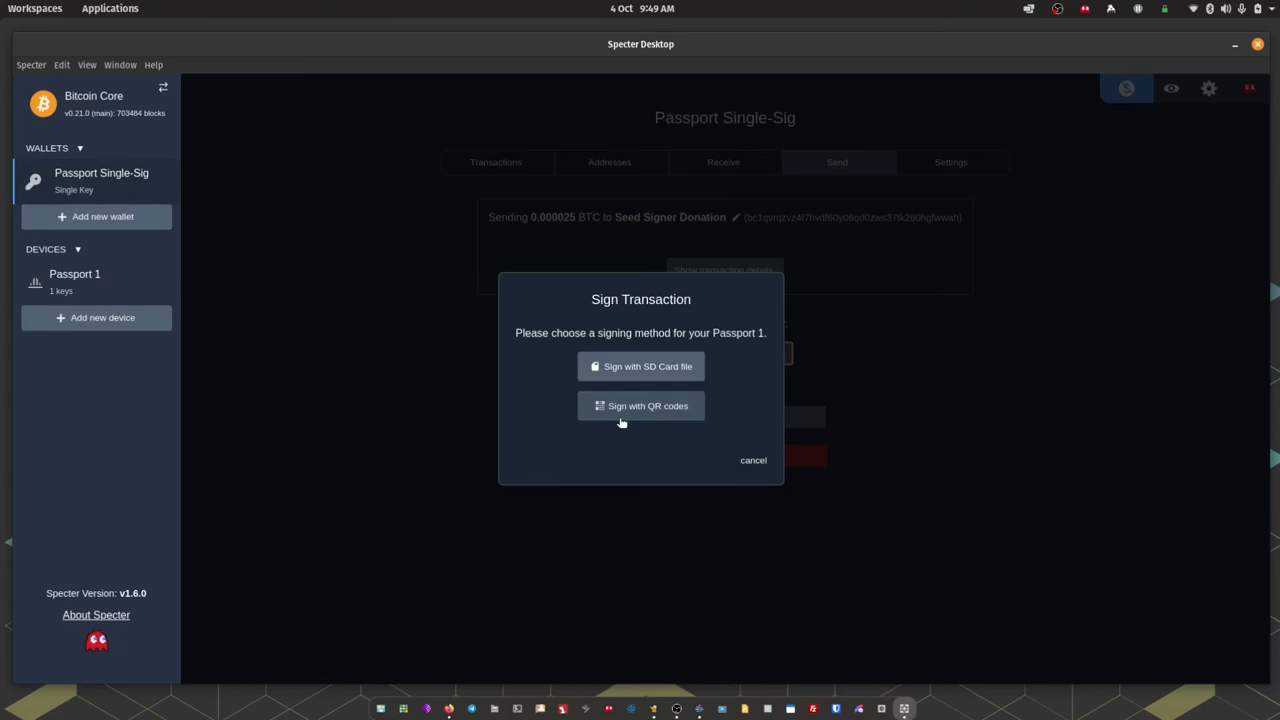 Workspaces Applications 4 Oct 9:49 AM
Specter Desktop
Specter Edit View Window Help
Bitcoin Core
v0.21.0 (main): 703484 blocks
WALLETS
Passport Single-Sig
Single Key
Add new wallet
DEVICES
Passport 1
1 keys
Add new device
Specter Version: v1.6.0
About Specter
Passport Single-Sig
Transactions Addresses Receive Send Settings
Sending 0.000025 BTC to Seed Signer Donation
Show transaction details
Sign Transaction
Please choose a signing method for your Passport 1.
Sign with SD Card file
Sign with QR codes
cancel